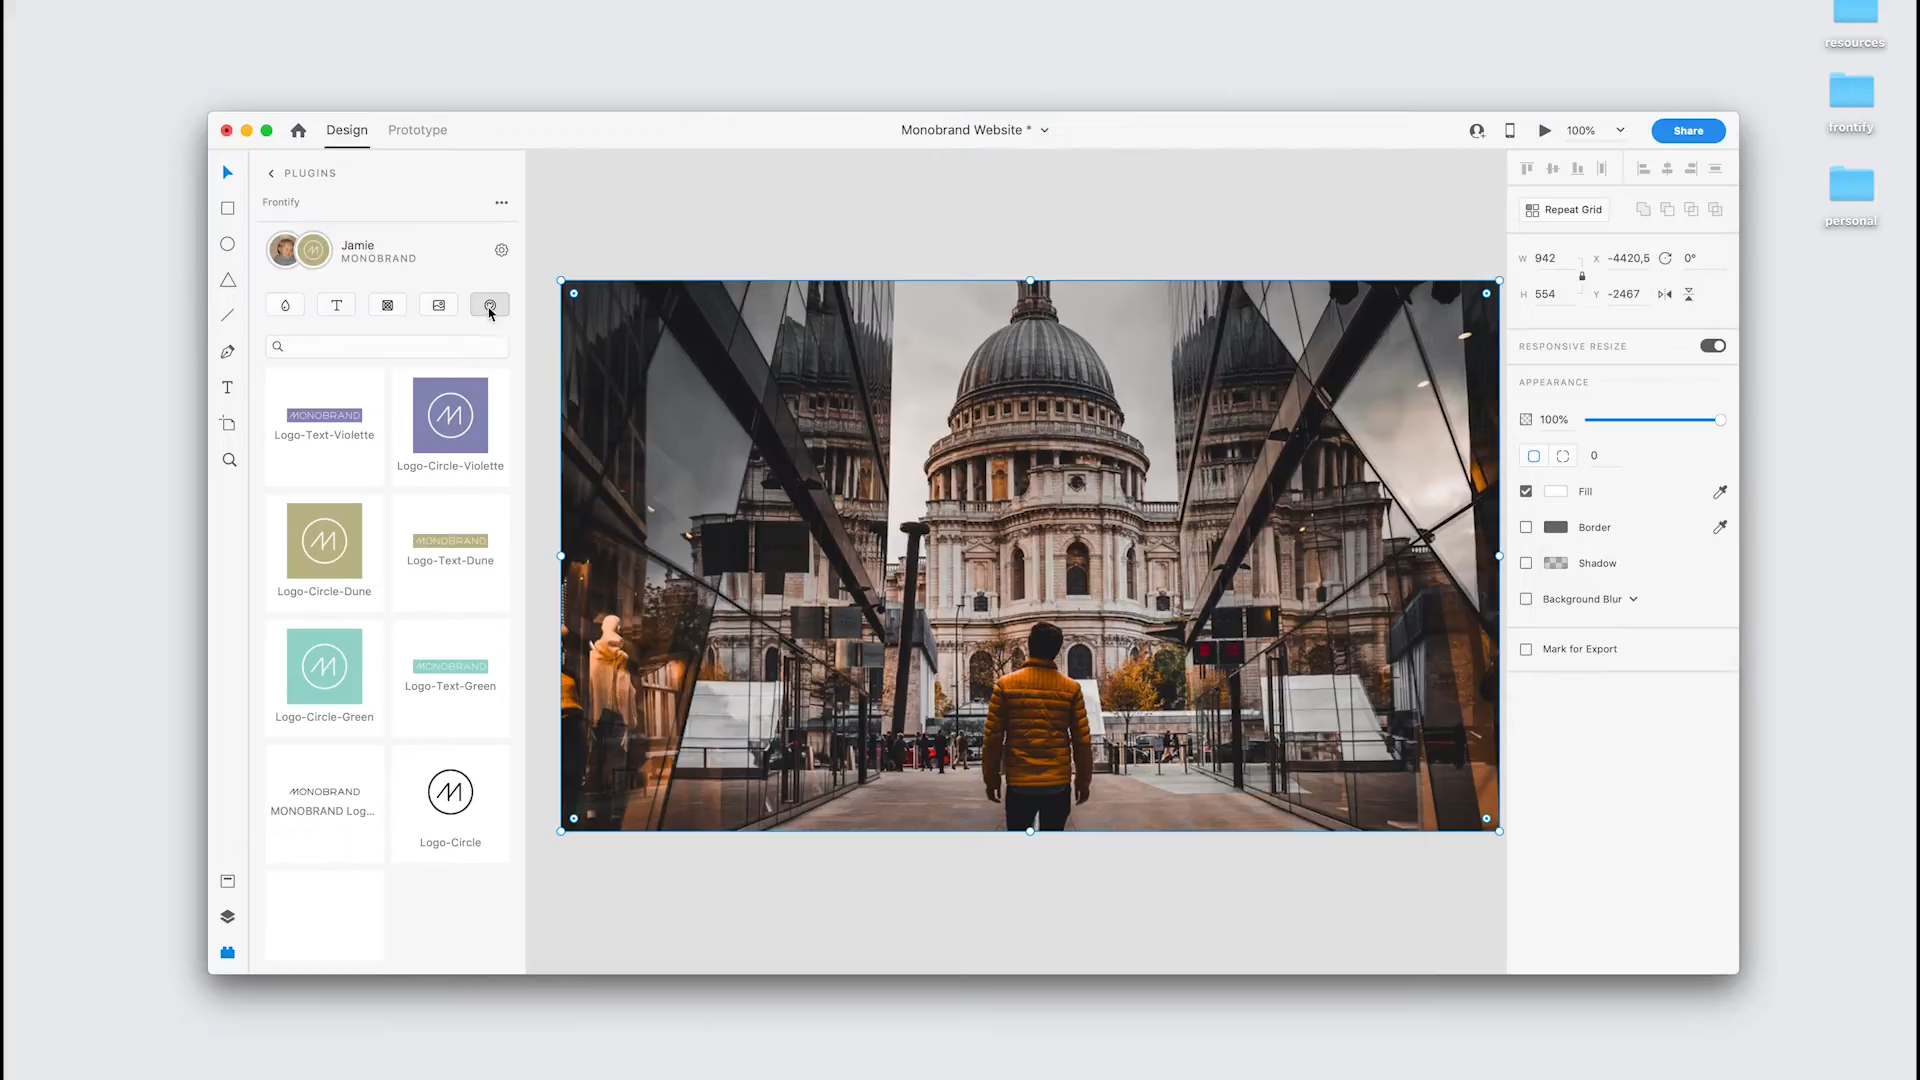 resources
frontify
personal
Design
Prototype
Monobrand Website *
100%
Share
PLUGINS
Frontify
Jamie
MONOBRAND
MONOBRAND
Logo-Text-Violette
Logo-Circle-Violette
Logo-Circle-Dune
MONOBRAND
Logo-Text-Dune
Logo-Circle-Green
MONOBRAND
Logo-Text-Green
MONOBRAND
MONOBRAND Log...
Logo-Circle
Repeat Grid
W 942
X -4420,5
0°
H 554
Y -2467
RESPONSIVE RESIZE
APPEARANCE
100%
0
Fill
Border
Shadow
Background Blur
Mark for Export